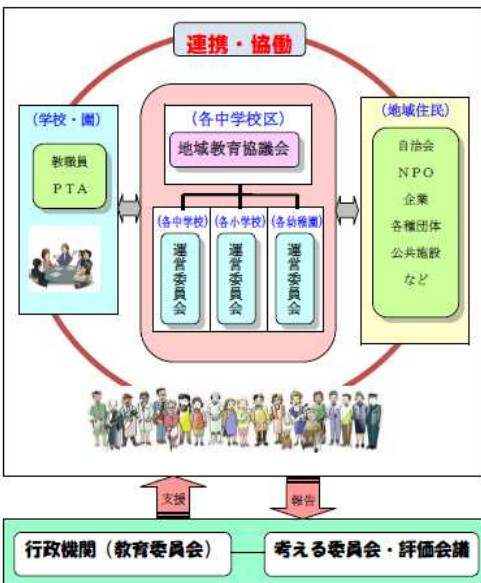 連携・協働
(学校・園)
教職員
PTA
(各中学校区)
地域教育協議会
(各中学校)
運営委員会
(各小学校)
運営委員会
(各幼稚園)
運営委員会
(地域住民)
自治会
NPO
企業
各種団体
公共施設
など
支援
報告
行政機関(教育委員会)
考える委員会・評価会議